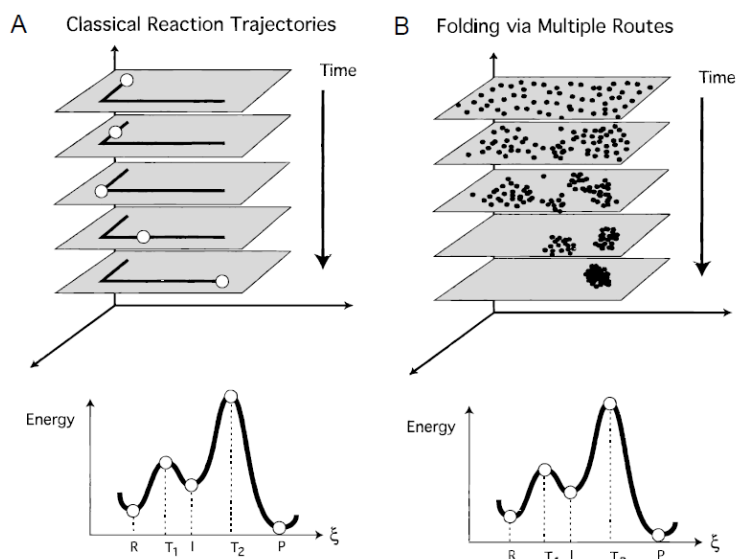 A Classical Reaction Trajectories
B Folding via Multiple Routes
Time
Time
Energy
R T1 I T2 P ξ
Energy
R I P ξ